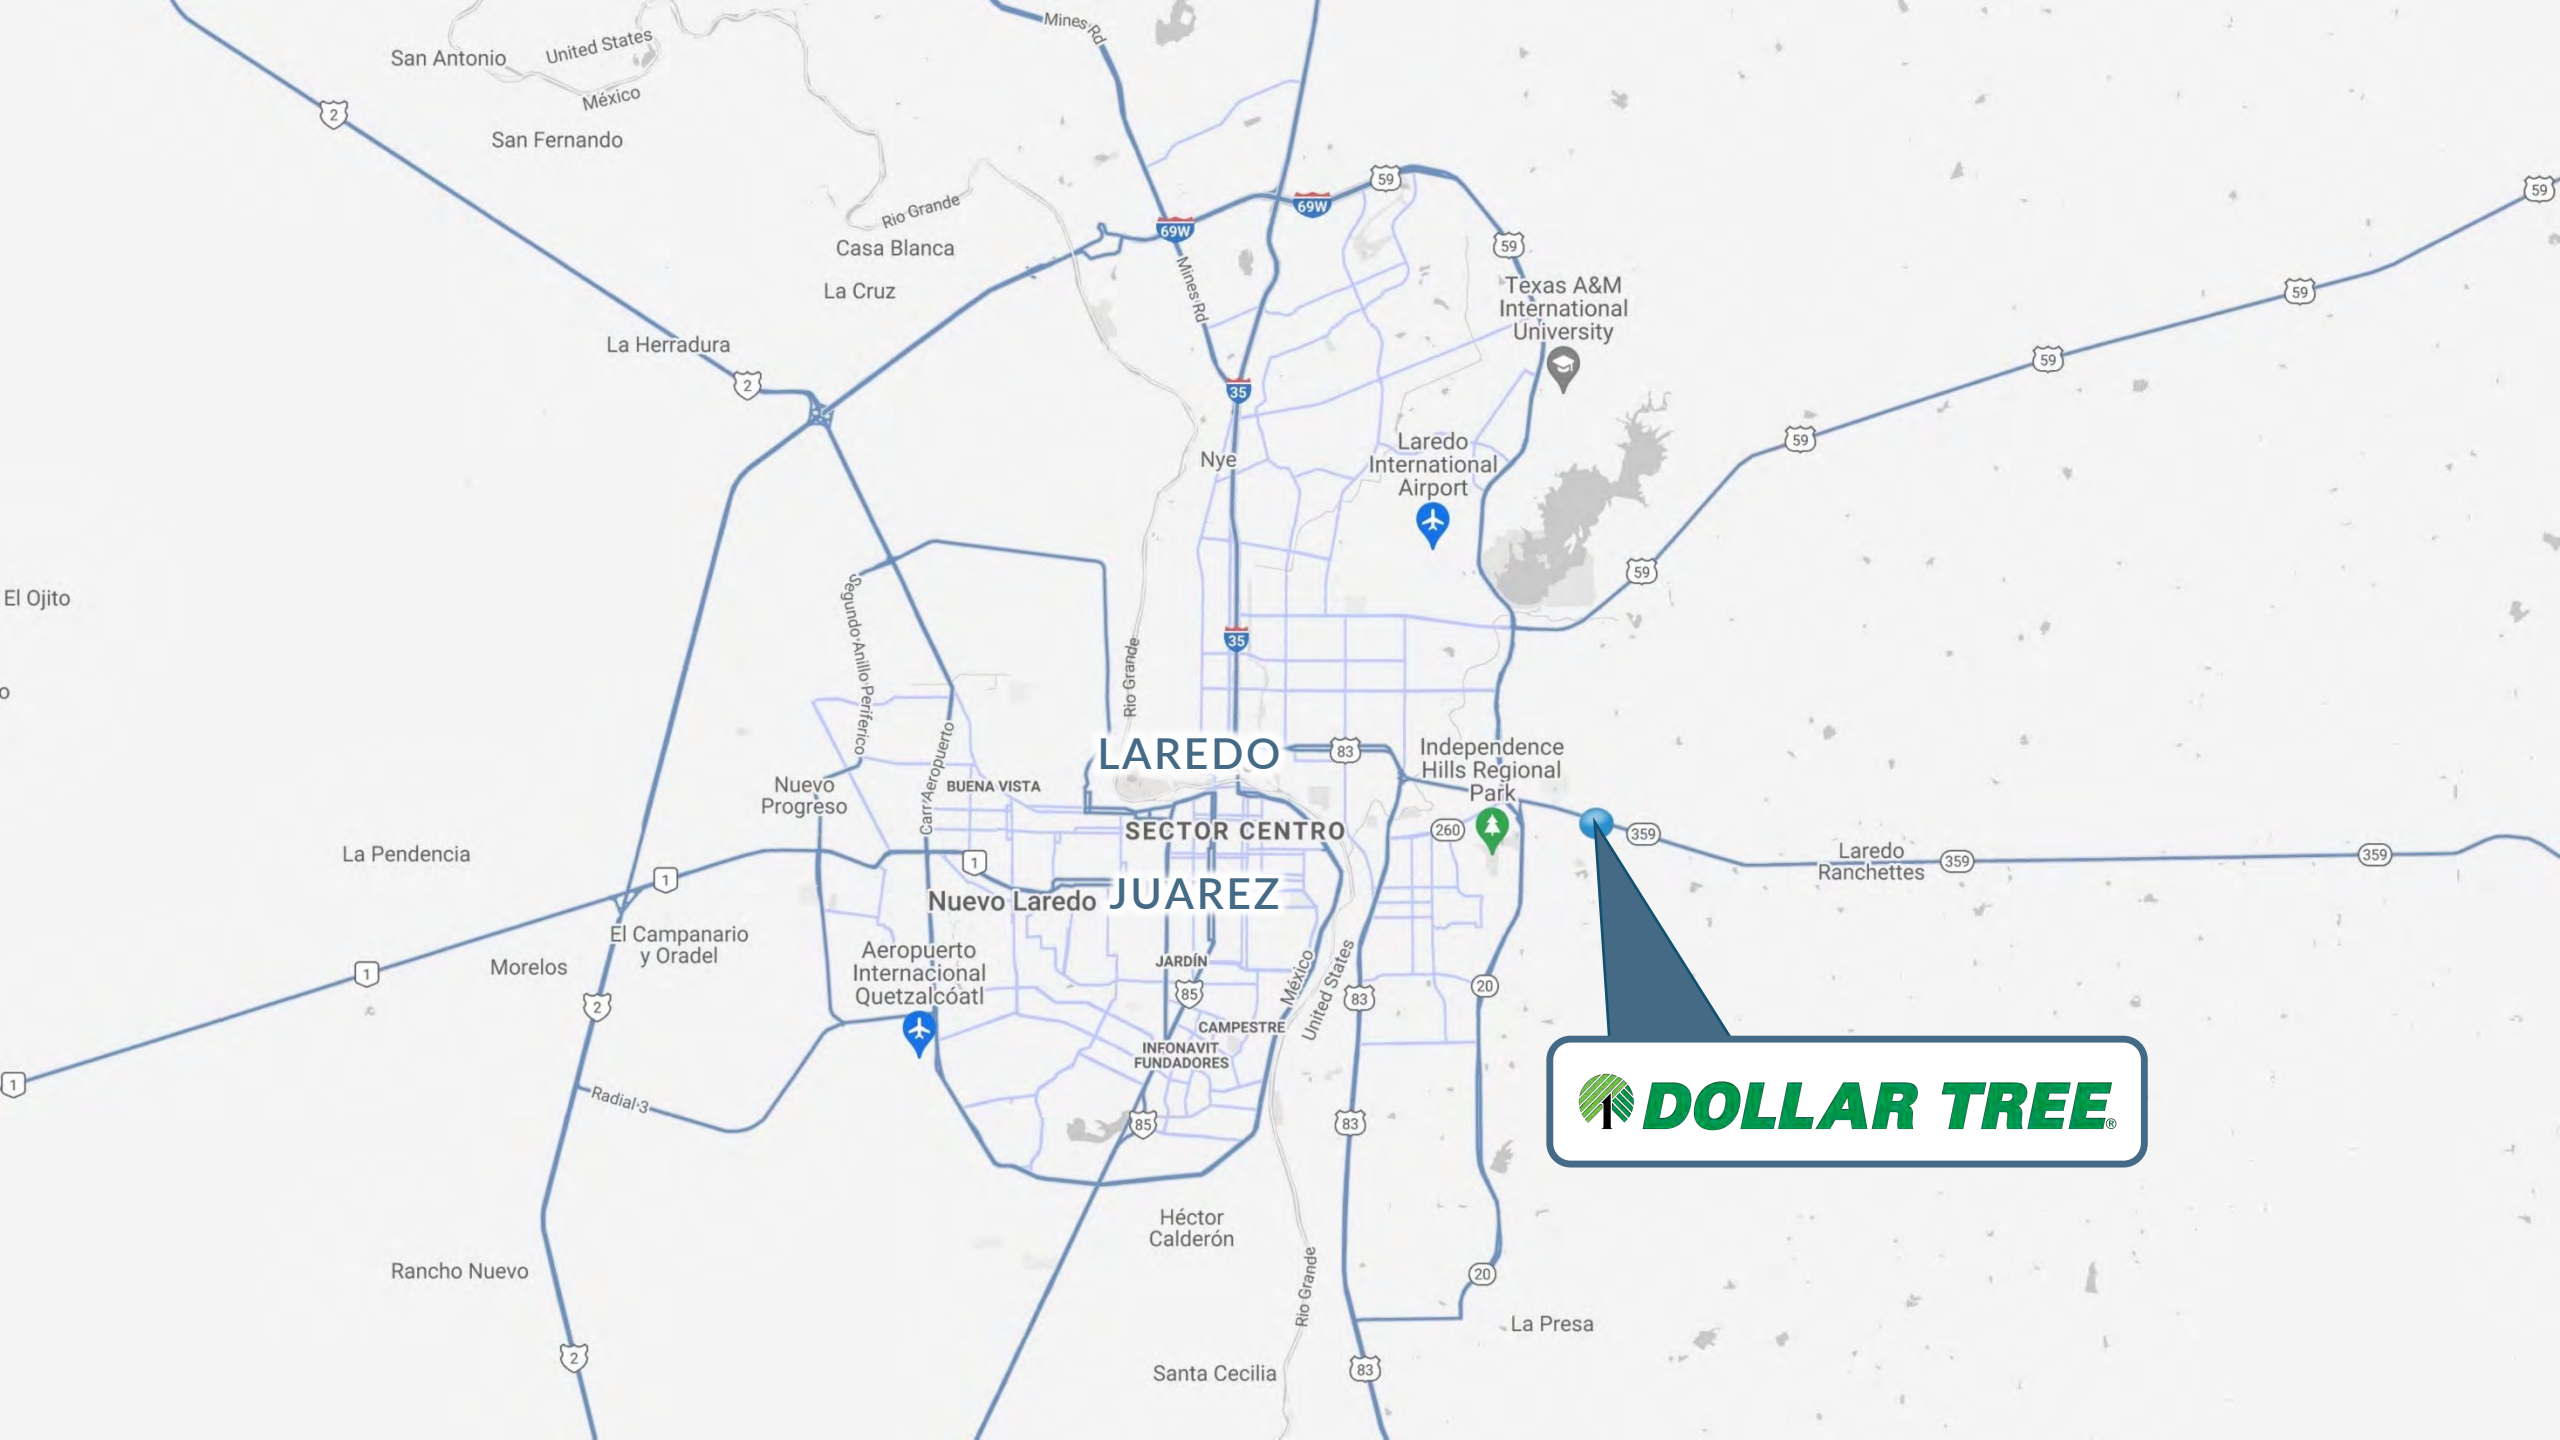 Mines Rd
San Antonio
United States
México
San Fernando
2
59
59
Rio Grande
69W
69W
59
Casa Blanca
La Cruz
Mines Rd
Texas A&M
International
University
59
La Herradura
2
59
35
59
Laredo
International
Airport
Nye
59
El Ojito
Segundo Anillo Periferico
35
Rio Grande
o
LAREDO
83
Independence
Hills Regional
Park
Carr Aeropuerto
BUENA VISTA
Nuevo
Progreso
SECTOR CENTRO
260
359
La Pendencia
1
1
Laredo
Ranchettes
359
359
Nuevo Laredo
JUAREZ
El Campanario
y Oradel
Morelos
1
Aeropuerto
Internacional
Quetzalcóatl
JARDÍN
85
México
United States
83
20
2
CAMPESTRE
INFONAVIT
FUNDADORES
1
Radial 3
85
83
DOLLAR TREE®
Héctor
Calderón
Rancho Nuevo
Rio Grande
20
La Presa
2
Santa Cecilia
83